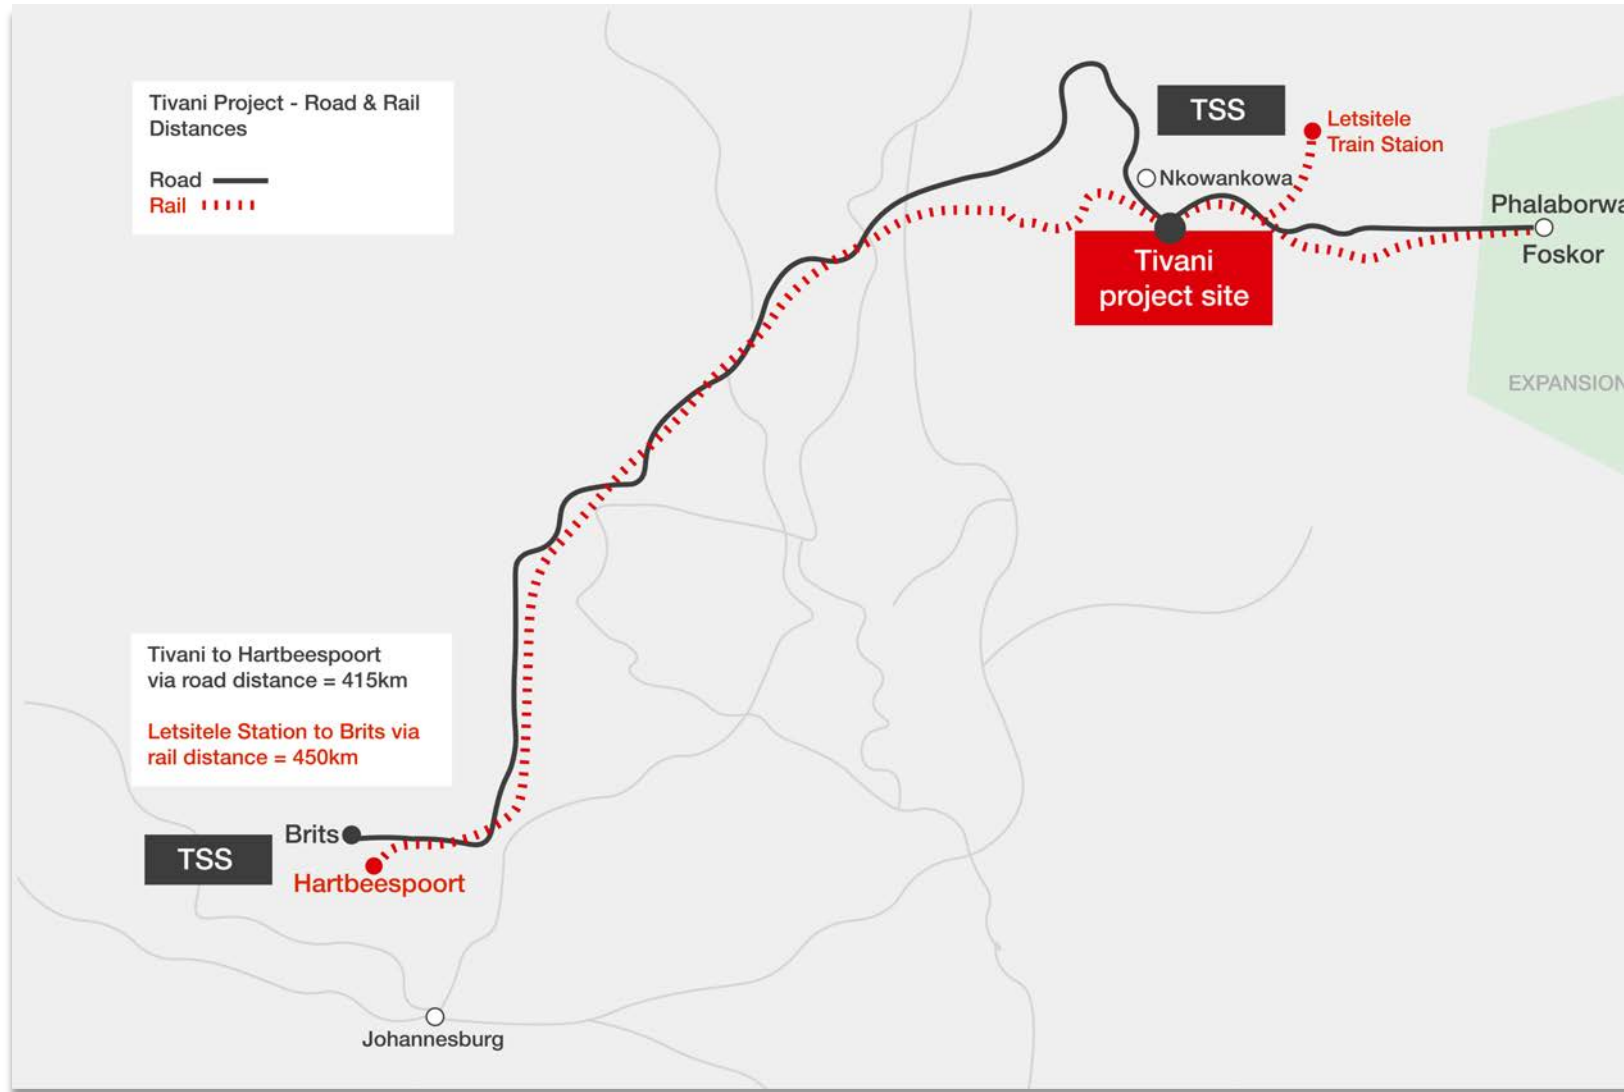 Tivani Project - Road & Rail
Distances
Road
Rail
TSS
Letsitele
Train Staion
Nkowankowa
Phalaborwa
Foskor
Tivani
project site
EXPANSION
Tivani to Hartbeespoort
via road distance = 415km
Letsitele Station to Brits via
rail distance = 450km
Brits
TSS
Hartbeespoort
Johannesburg